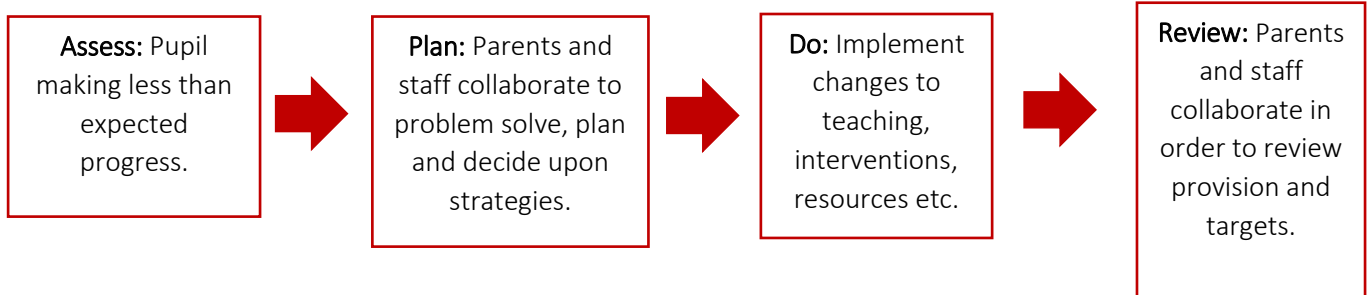 Assess: Pupil
making less than
expected
progress.
Plan: Parents and
staff collaborate to
problem solve, plan
and decide upon
strategies.
Do: Implement
changes to
teaching,
interventions,
resources etc.
Review: Parents
and staff
collaborate in
order to review
provision and
targets.